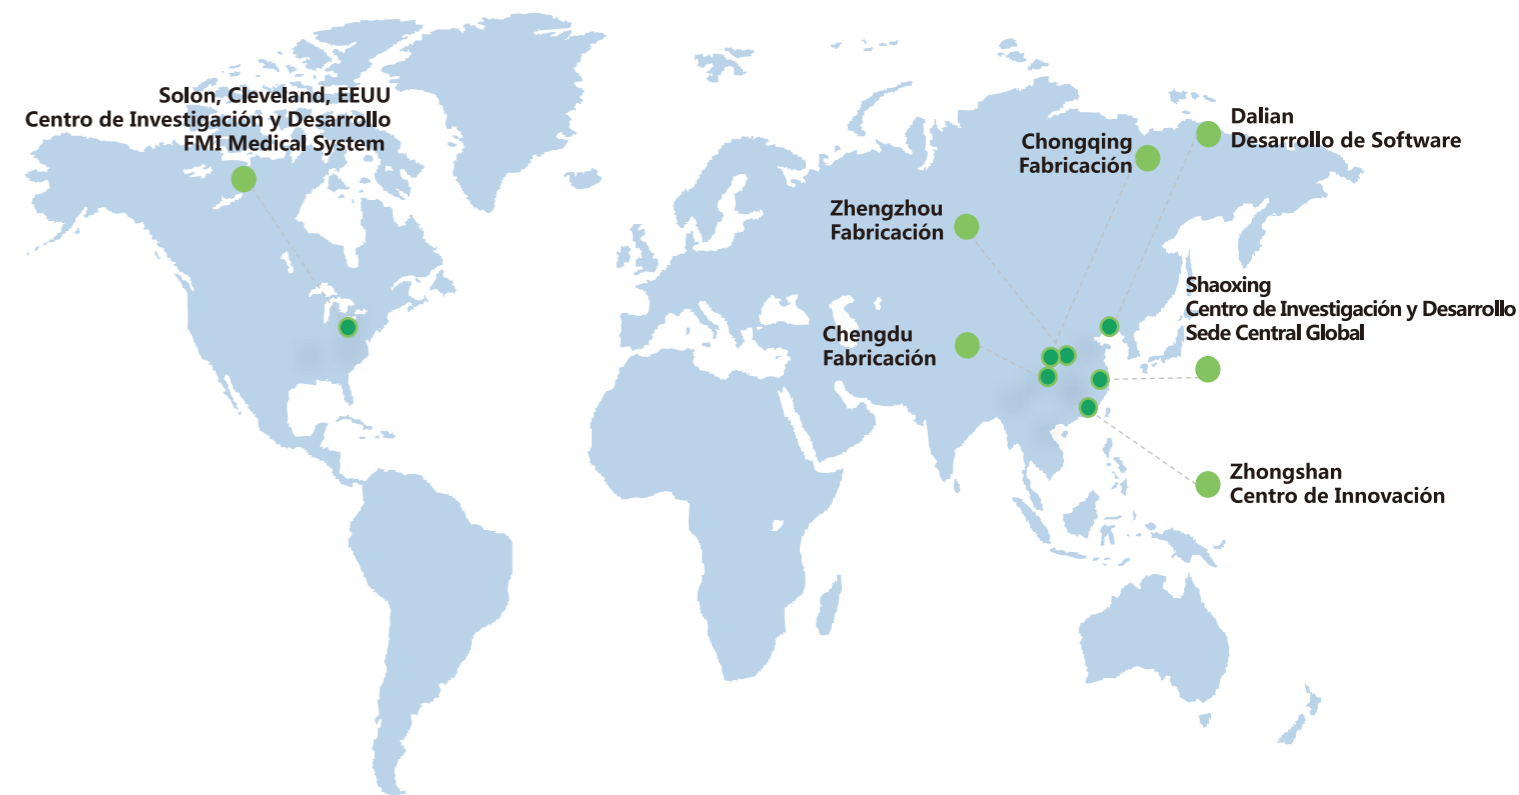 Solon, Cleveland, EEUU
Centro de Investigación y Desarrollo
FMI Medical System
Dalian
Desarrollo de Software
Chongqing
Fabricación
Zhengzhou
Fabricación
Shaoxing
Centro de Investigación y Desarrollo
Sede Central Global
Chengdu
Fabricación
Zhongshan
Centro de Innovación